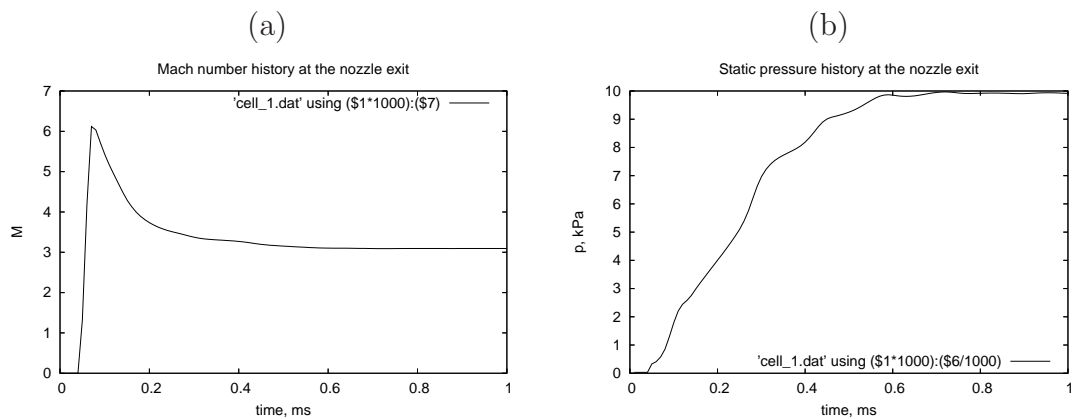 (a)
Mach number history at the nozzle exit
'cell_1.dat' using ($1*1000):($7)
7
6
5
4
3
2
1
0
M
0 0.2 0.4 0.6 0.8 1
time, ms
(b)
Static pressure history at the nozzle exit
10
9
8
7
6
5
4
3
2
1
0
p, kPa
'cell_1.dat' using ($1*1000):($6/1000)
0 0.2 0.4 0.6 0.8 1
time, ms